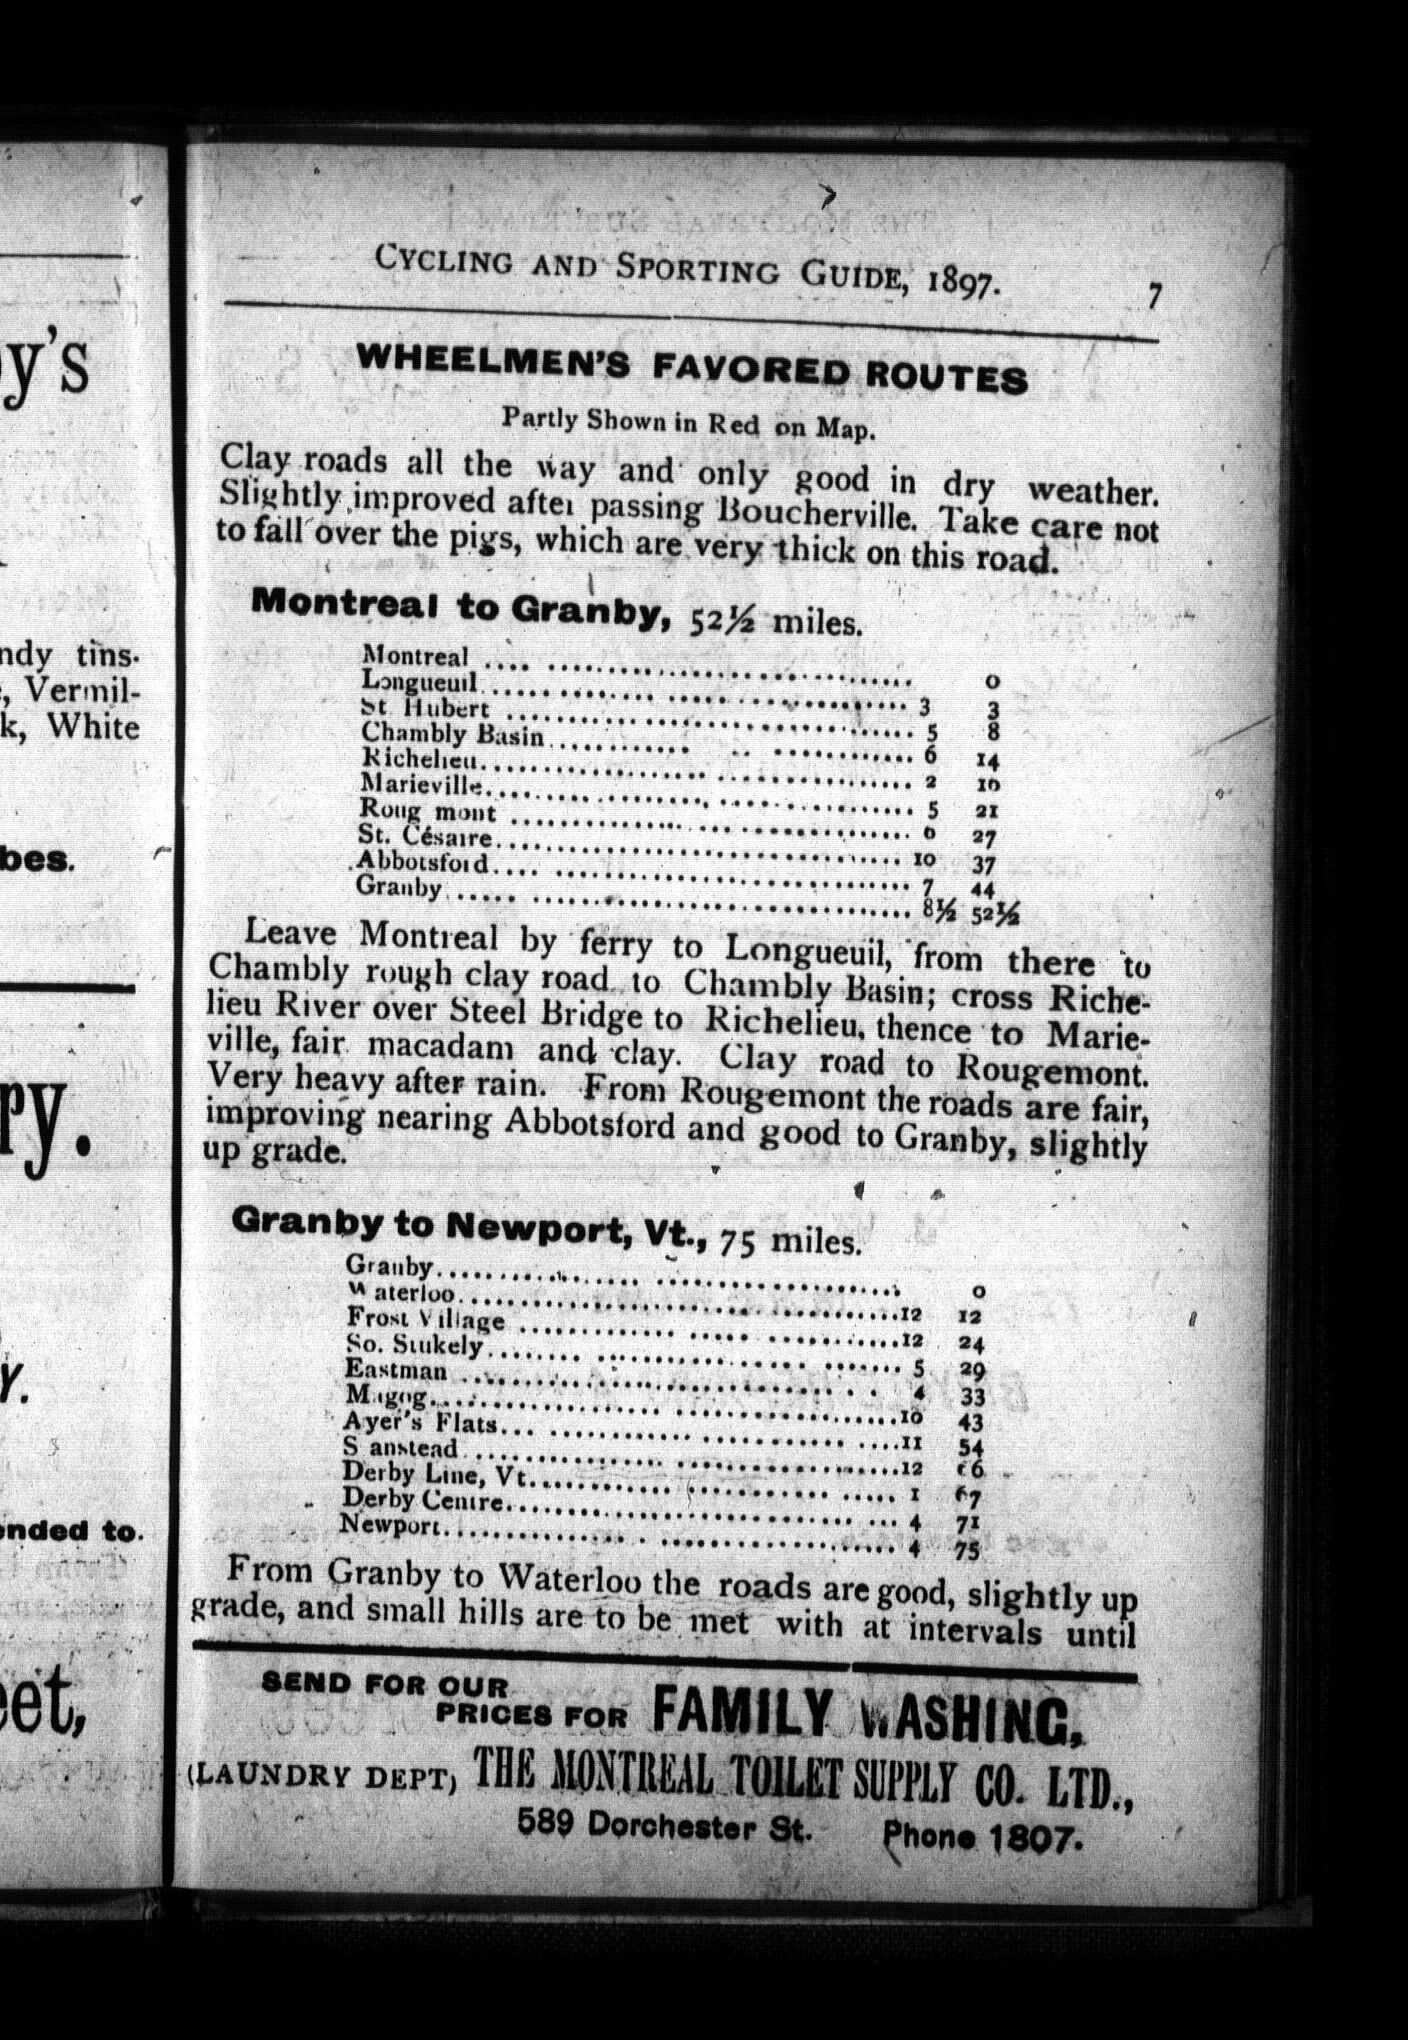 y's
ndy tins-
, Vermil-
k, White
bes.
ry.
Y.
ended to
eet,
CYCLING AND SPORTING GUIDE, 1897. 7
WHEELMEN'S FAVORED ROUTES
Partly Shown in Red on Map.
Clay roads all the way and only good in dry weather.
Slightly improved after passing Boucherville. Take care not
to fall over the pigs, which are very thick on this road.
Montreal to Granby, 52½ miles.
Montreal .... 0
Longueuil .... 3 3
St. Hubert .... 5 8
Chambly Basin .... 6 14
Richelieu .... 2 16
Marieville .... 5 21
Roug mont .... 6 27
St. Césaire .... 10 37
Abbotsford .... 7 44
Granby .... 8½ 52½
Leave Montreal by ferry to Longueuil, from there to
Chambly rough clay road to Chambly Basin; cross Riche-
lieu River over Steel Bridge to Richelieu, thence to Marie-
ville, fair macadam and clay. Clay road to Rougemont.
Very heavy after rain. From Rougemont the roads are fair,
improving nearing Abbotsford and good to Granby, slightly
up grade.
Granby to Newport, Vt., 75 miles.
Granby .... 0
Waterloo .... 12 12
Frost Village .... 12 24
So. Stukely .... 5 29
Eastman .... 4 33
Magog .... 10 43
Ayer's Flats .... 11 54
S anstead .... 12 66
Derby Line, Vt .... 1 67
Derby Centre .... 4 71
Newport .... 4 75
From Granby to Waterloo the roads are good, slightly up
grade, and small hills are to be met with at intervals until
SEND FOR OUR
PRICES FOR FAMILY WASHING,
(LAUNDRY DEPT) THE MONTREAL TOILET SUPPLY CO. LTD.,
589 Dorchester St. Phone 1807.